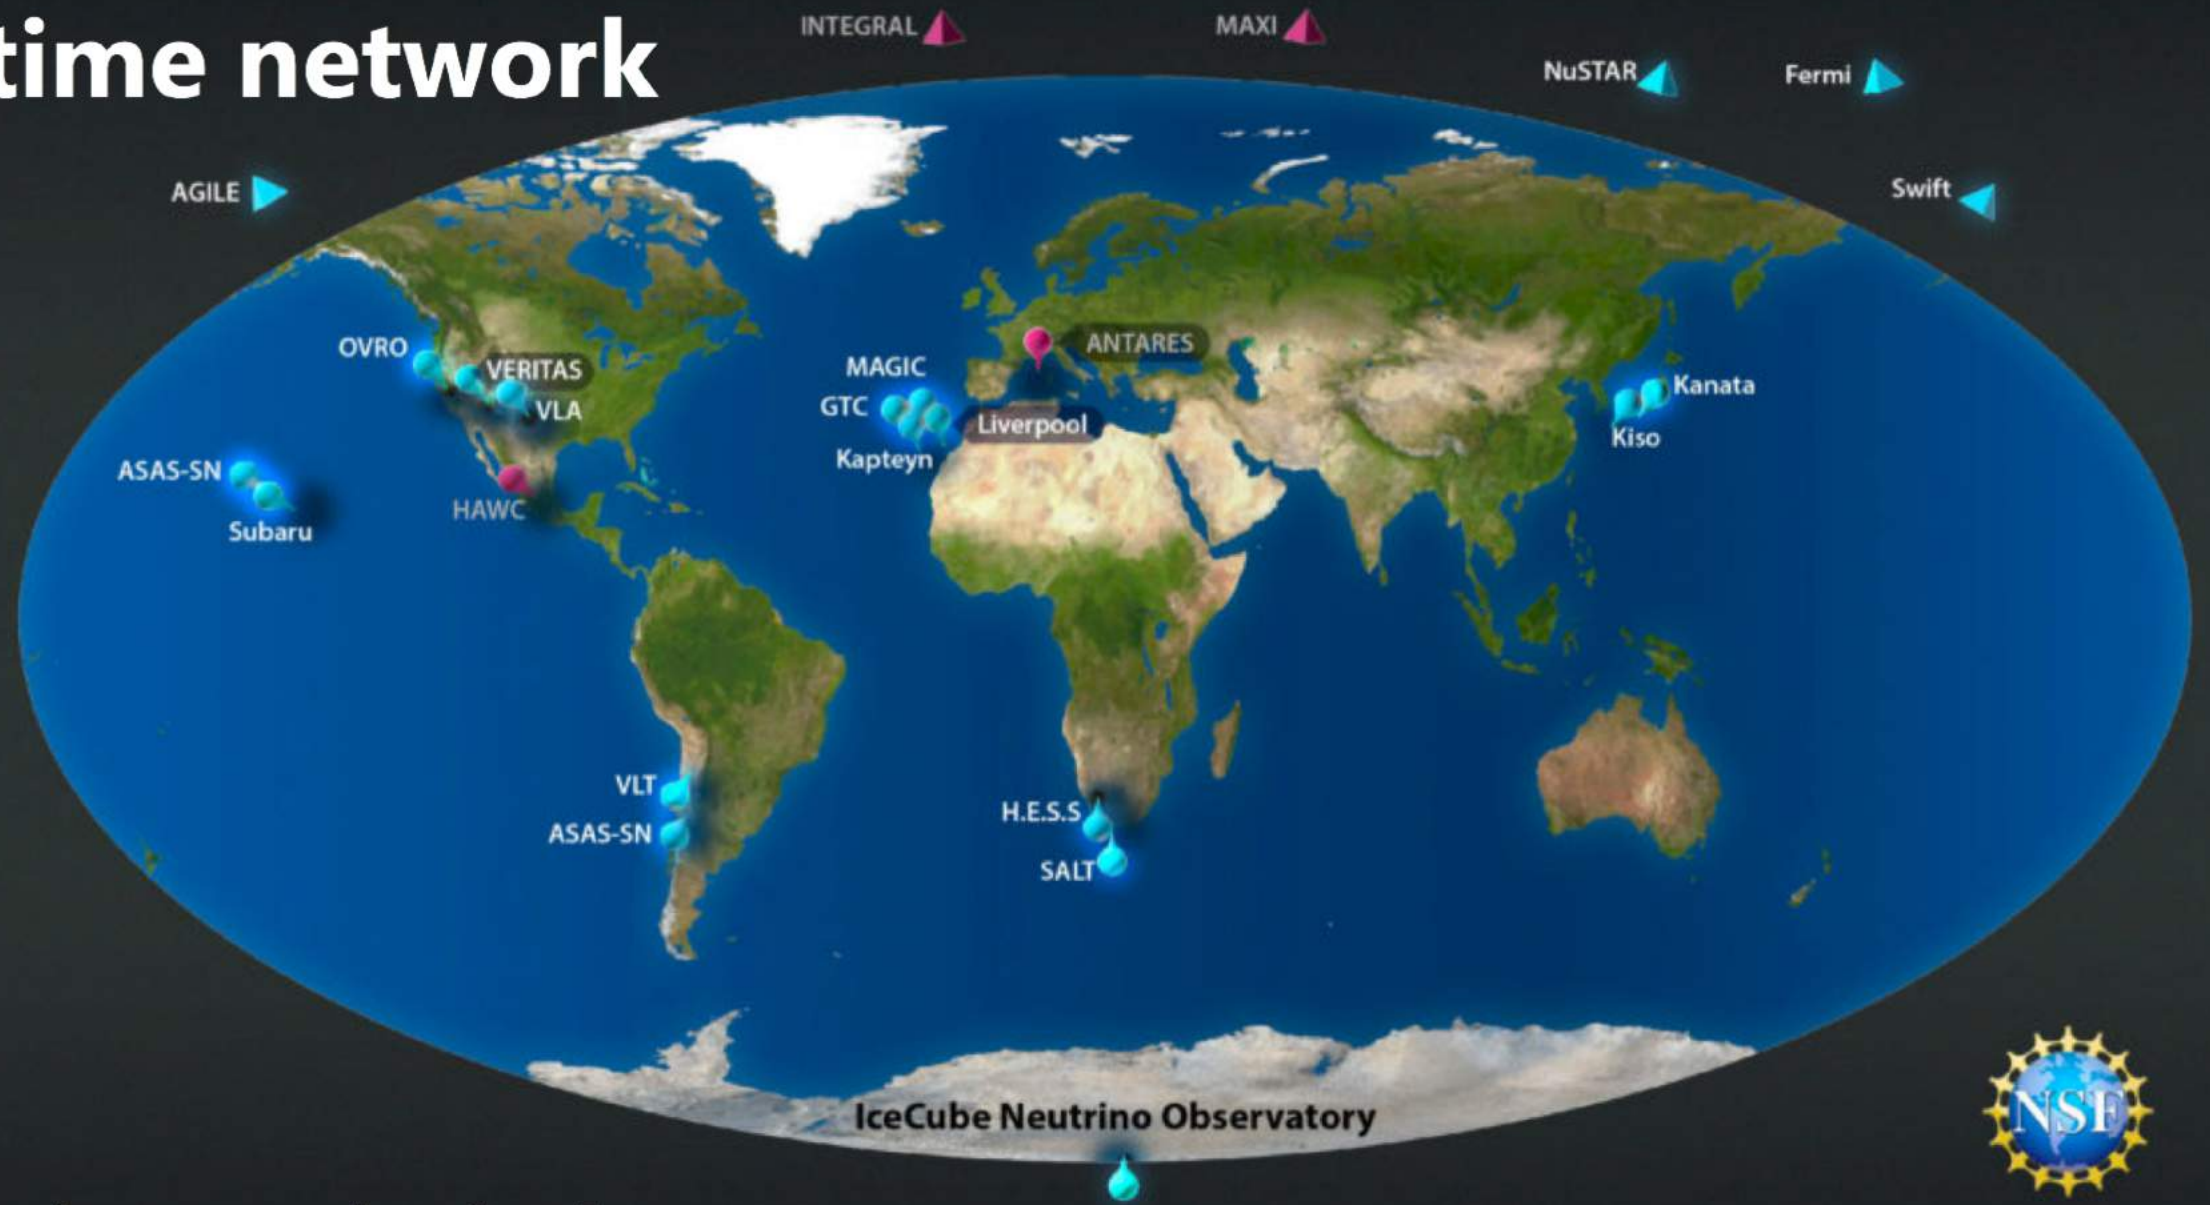 time network
INTEGRAL
MAXI
NuSTAR
Fermi
AGILE
Swift
OVRO
VERITAS
VLA
ANTARES
MAGIC
GTC
Liverpool
Kapteyn
Kanata
Kiso
ASAS-SN
Subaru
HAWC
VLT
ASAS-SN
H.E.S.S
SALT
IceCube Neutrino Observatory
NSF